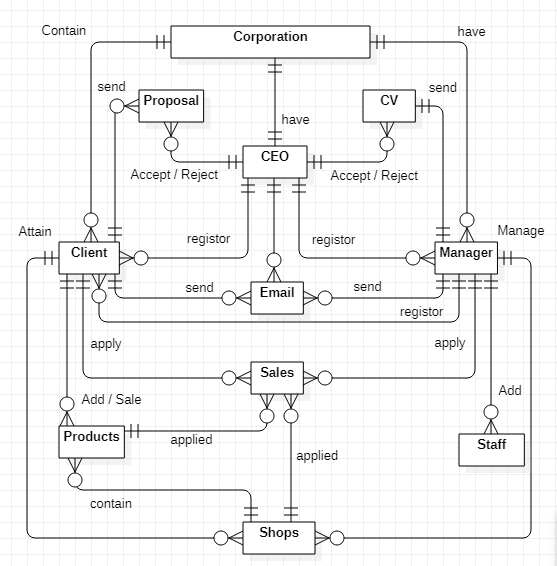 Contain
Corporation
have
send
Proposal
CV
send
have
CEO
Accept / Reject
Accept / Reject
Attain
registor
registor
Manage
Client
Manager
send
Email
send
registor
apply
apply
Sales
Add / Sale
Add
Products
applied
Staff
applied
contain
Shops